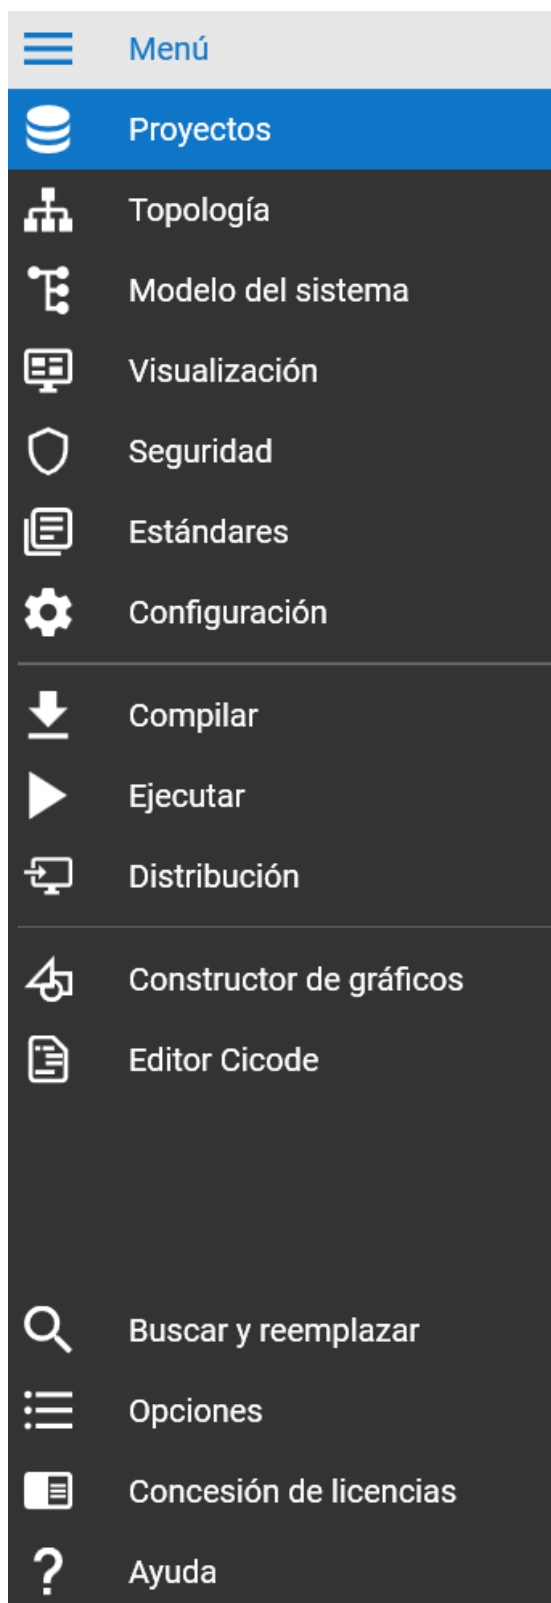 Menú
Proyectos
Topología
Modelo del sistema
Visualización
Seguridad
Estándares
Configuración
Compilar
Ejecutar
Distribución
Constructor de gráficos
Editor Cicode
Buscar y reemplazar
Opciones
Concesión de licencias
Ayuda